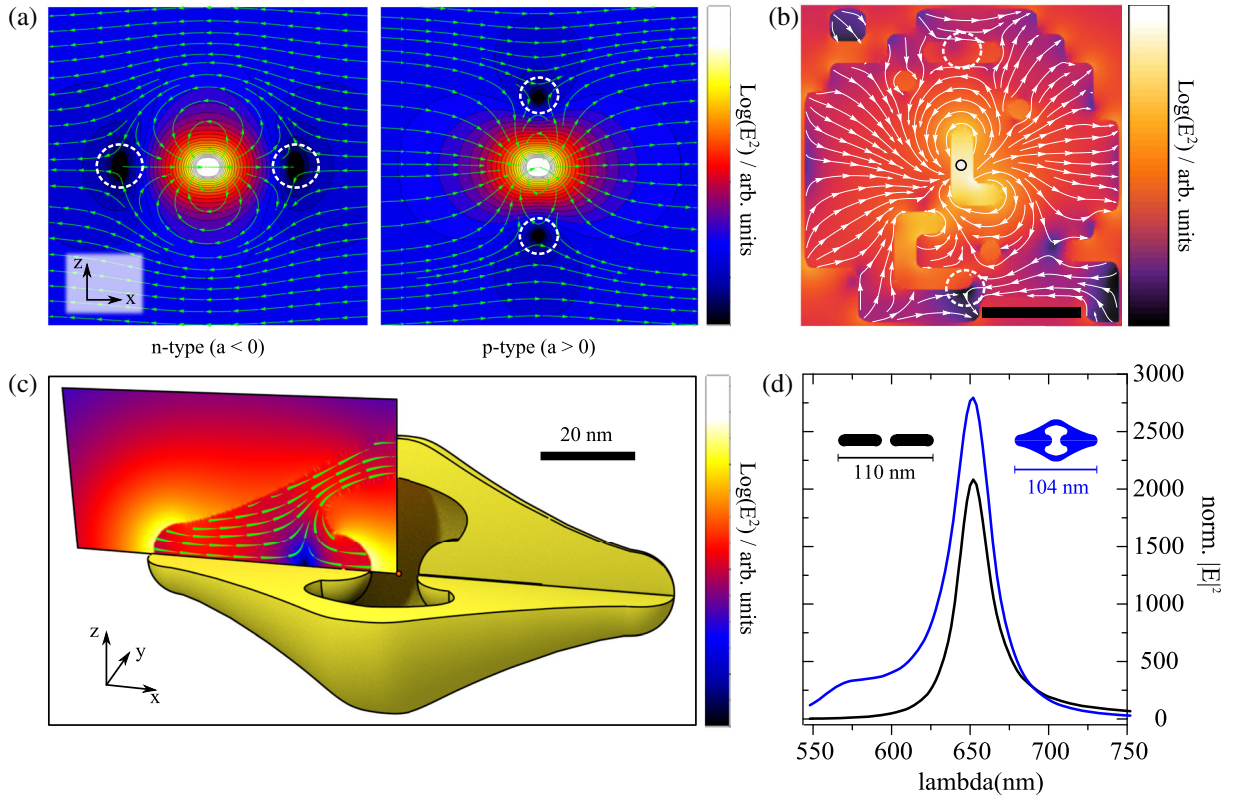 (a)
z
x
n-type (a < 0)
p-type (a > 0)
Log(E²) / arb. units
(b)
Log(E²) / arb. units
(c)
20 nm
z
y
x
Log(E²) / arb. units
(d)
110 nm
104 nm
3000
2500
2000
1500
1000
500
0
norm. |E|²
550
600
650
700
750
lambda(nm)